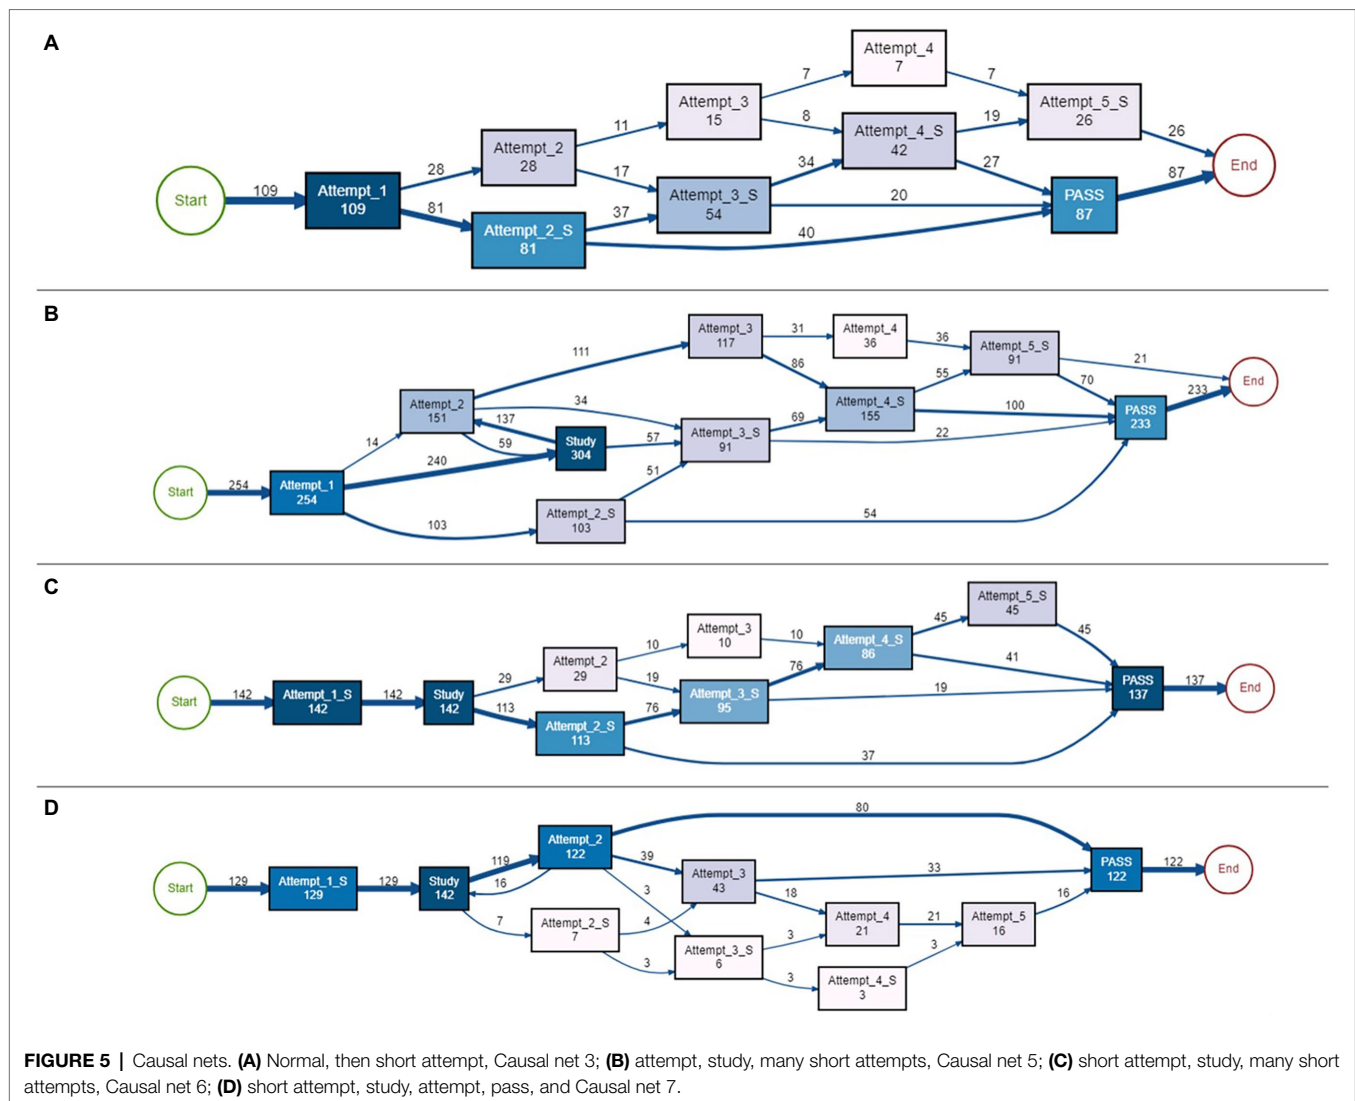 A
Start
109
Attempt_1
109
28
81
Attempt_2
28
Attempt_2_S
81
11
17
37
40
Attempt_3
15
Attempt_3_S
54
7
8
34
20
Attempt_4
7
Attempt_4_S
42
7
19
27
Attempt_5_S
26
PASS
87
26
87
End
B
Start
254
Attempt_1
254
14
240
103
Attempt_2
151
111
34
137
59
Study
304
57
Attempt_2_S
103
51
54
Attempt_3
117
Attempt_3_S
91
31
86
69
22
Attempt_4
36
Attempt_4_S
155
36
55
100
Attempt_5_S
91
21
70
PASS
233
233
End
C
Start
142
Attempt_1_S
142
142
Study
142
29
113
Attempt_2
29
Attempt_2_S
113
10
19
76
37
Attempt_3
10
Attempt_3_S
95
10
76
19
Attempt_4_S
86
45
41
Attempt_5_S
45
45
PASS
137
137
End
D
Start
129
Attempt_1_S
129
129
Study
142
119
16
7
Attempt_2
122
Attempt_2_S
7
80
39
3
4
3
Attempt_3
43
Attempt_3_S
6
33
18
3
3
Attempt_4
21
Attempt_4_S
3
21
3
Attempt_5
16
16
PASS
122
122
End
FIGURE 5 | Causal nets. (A) Normal, then short attempt, Causal net 3; (B) attempt, study, many short attempts, Causal net 5; (C) short attempt, study, many short
attempts, Causal net 6; (D) short attempt, study, attempt, pass, and Causal net 7.